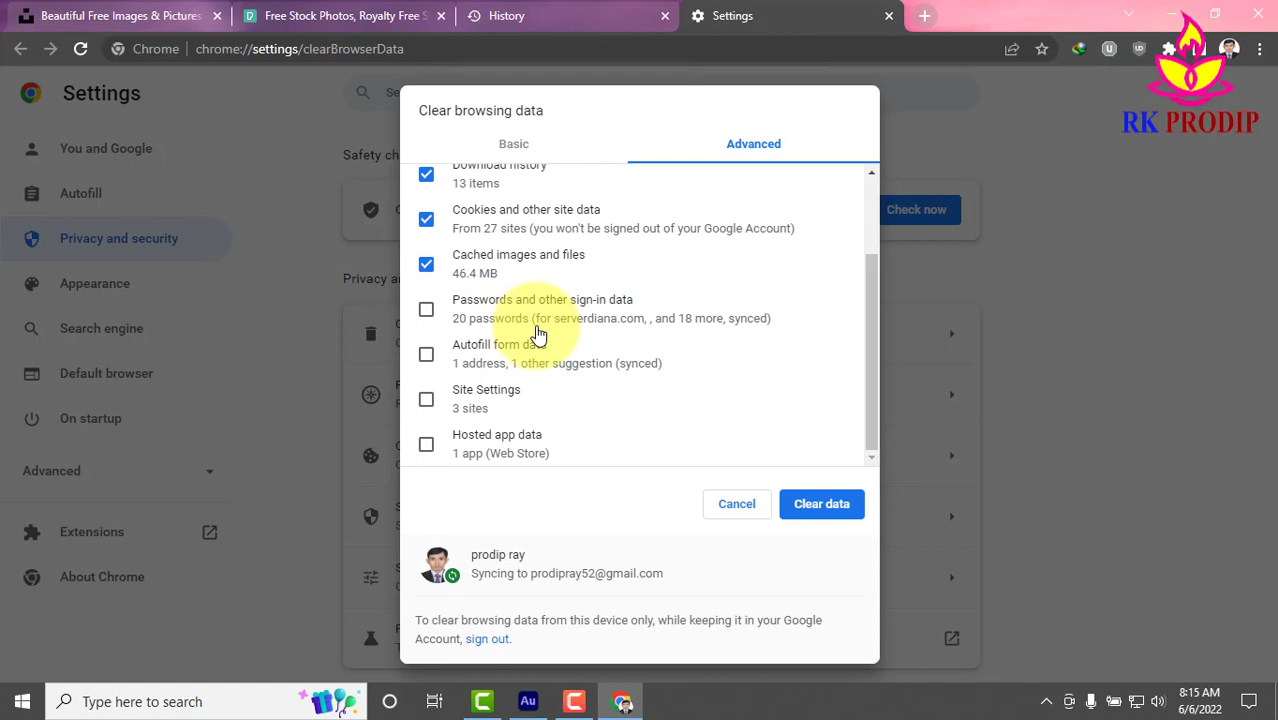 Beautiful Free Images & Pictures
Free Stock Photos, Royalty Free S
History
Settings
Chrome
chrome://settings/clearBrowserData
RK PRODIP
Settings
You and Google
Autofill
Privacy and security
Appearance
Search engine
Default browser
On startup
Advanced
Extensions
About Chrome
Safety ch
Check now
Privacy an
Clear browsing data
Basic
Advanced
Download history
13 items
Cookies and other site data
From 27 sites (you won't be signed out of your Google Account)
Cached images and files
46.4 MB
Passwords and other sign-in data
20 passwords (for serverdiana.com, , and 18 more, synced)
Autofill form data
1 address, 1 other suggestion (synced)
Site Settings
3 sites
Hosted app data
1 app (Web Store)
Cancel
Clear data
prodip ray
Syncing to prodipray52@gmail.com
To clear browsing data from this device only, while keeping it in your Google
Account, sign out.
Type here to search
Au
8:15 AM
6/6/2022